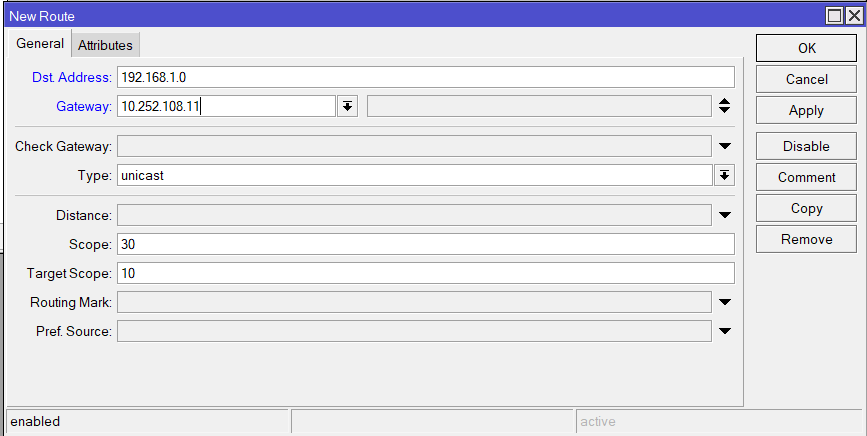 New Route
General Attributes
Dst. Address: 192.168.1.0
Gateway: 10.252.108.11
Check Gateway:
Type: unicast
Distance:
Scope: 30
Target Scope: 10
Routing Mark:
Pref. Source:
OK
Cancel
Apply
Disable
Comment
Copy
Remove
enabled active